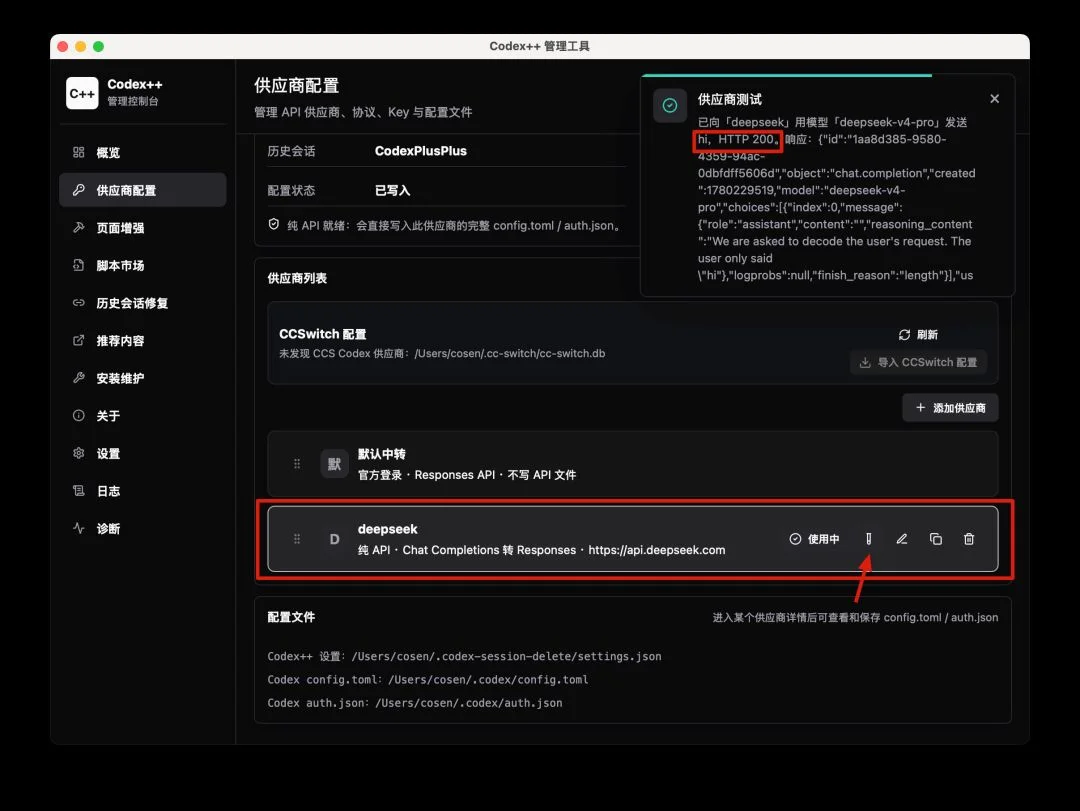 Codex++ 管理工具
C++
Codex++
管理控制台
概览
供应商配置
页面增强
脚本市场
历史会话修复
推荐内容
安装维护
关于
设置
日志
诊断
供应商配置
管理 API 供应商、协议、Key 与配置文件
历史会话
CodexPlusPlus
配置状态
已写入
纯 API 就绪：会直接写入此供应商的完整 config.toml / auth.json。
供应商测试
已向「deepseek」用模型「deepseek-v4-pro」发送
hi，HTTP 200。响应：{"id":"1aa8d385-9580-
4359-94ac-
0dbfdff5606d","object":"chat.completion","created
":1780229519,"model":"deepseek-v4-
pro","choices":[{"index":0,"message":
{"role":"assistant","content":"","reasoning_content
":"We are asked to decode the user's request. The
user only said
\"hi"},"logprobs":null,"finish_reason":"length"}],"us
供应商列表
CCSwitch 配置
未发现 CCS Codex 供应商：/Users/cosen/.cc-switch/cc-switch.db
刷新
导入 CCSwitch 配置
添加供应商
默
默认中转
官方登录 · Responses API · 不写 API 文件
D
deepseek
纯 API · Chat Completions 转 Responses · https://api.deepseek.com
使用中
配置文件
进入某个供应商详情后可查看和保存 config.toml / auth.json
Codex++ 设置：/Users/cosen/.codex-session-delete/settings.json
Codex config.toml：/Users/cosen/.codex/config.toml
Codex auth.json：/Users/cosen/.codex/auth.json